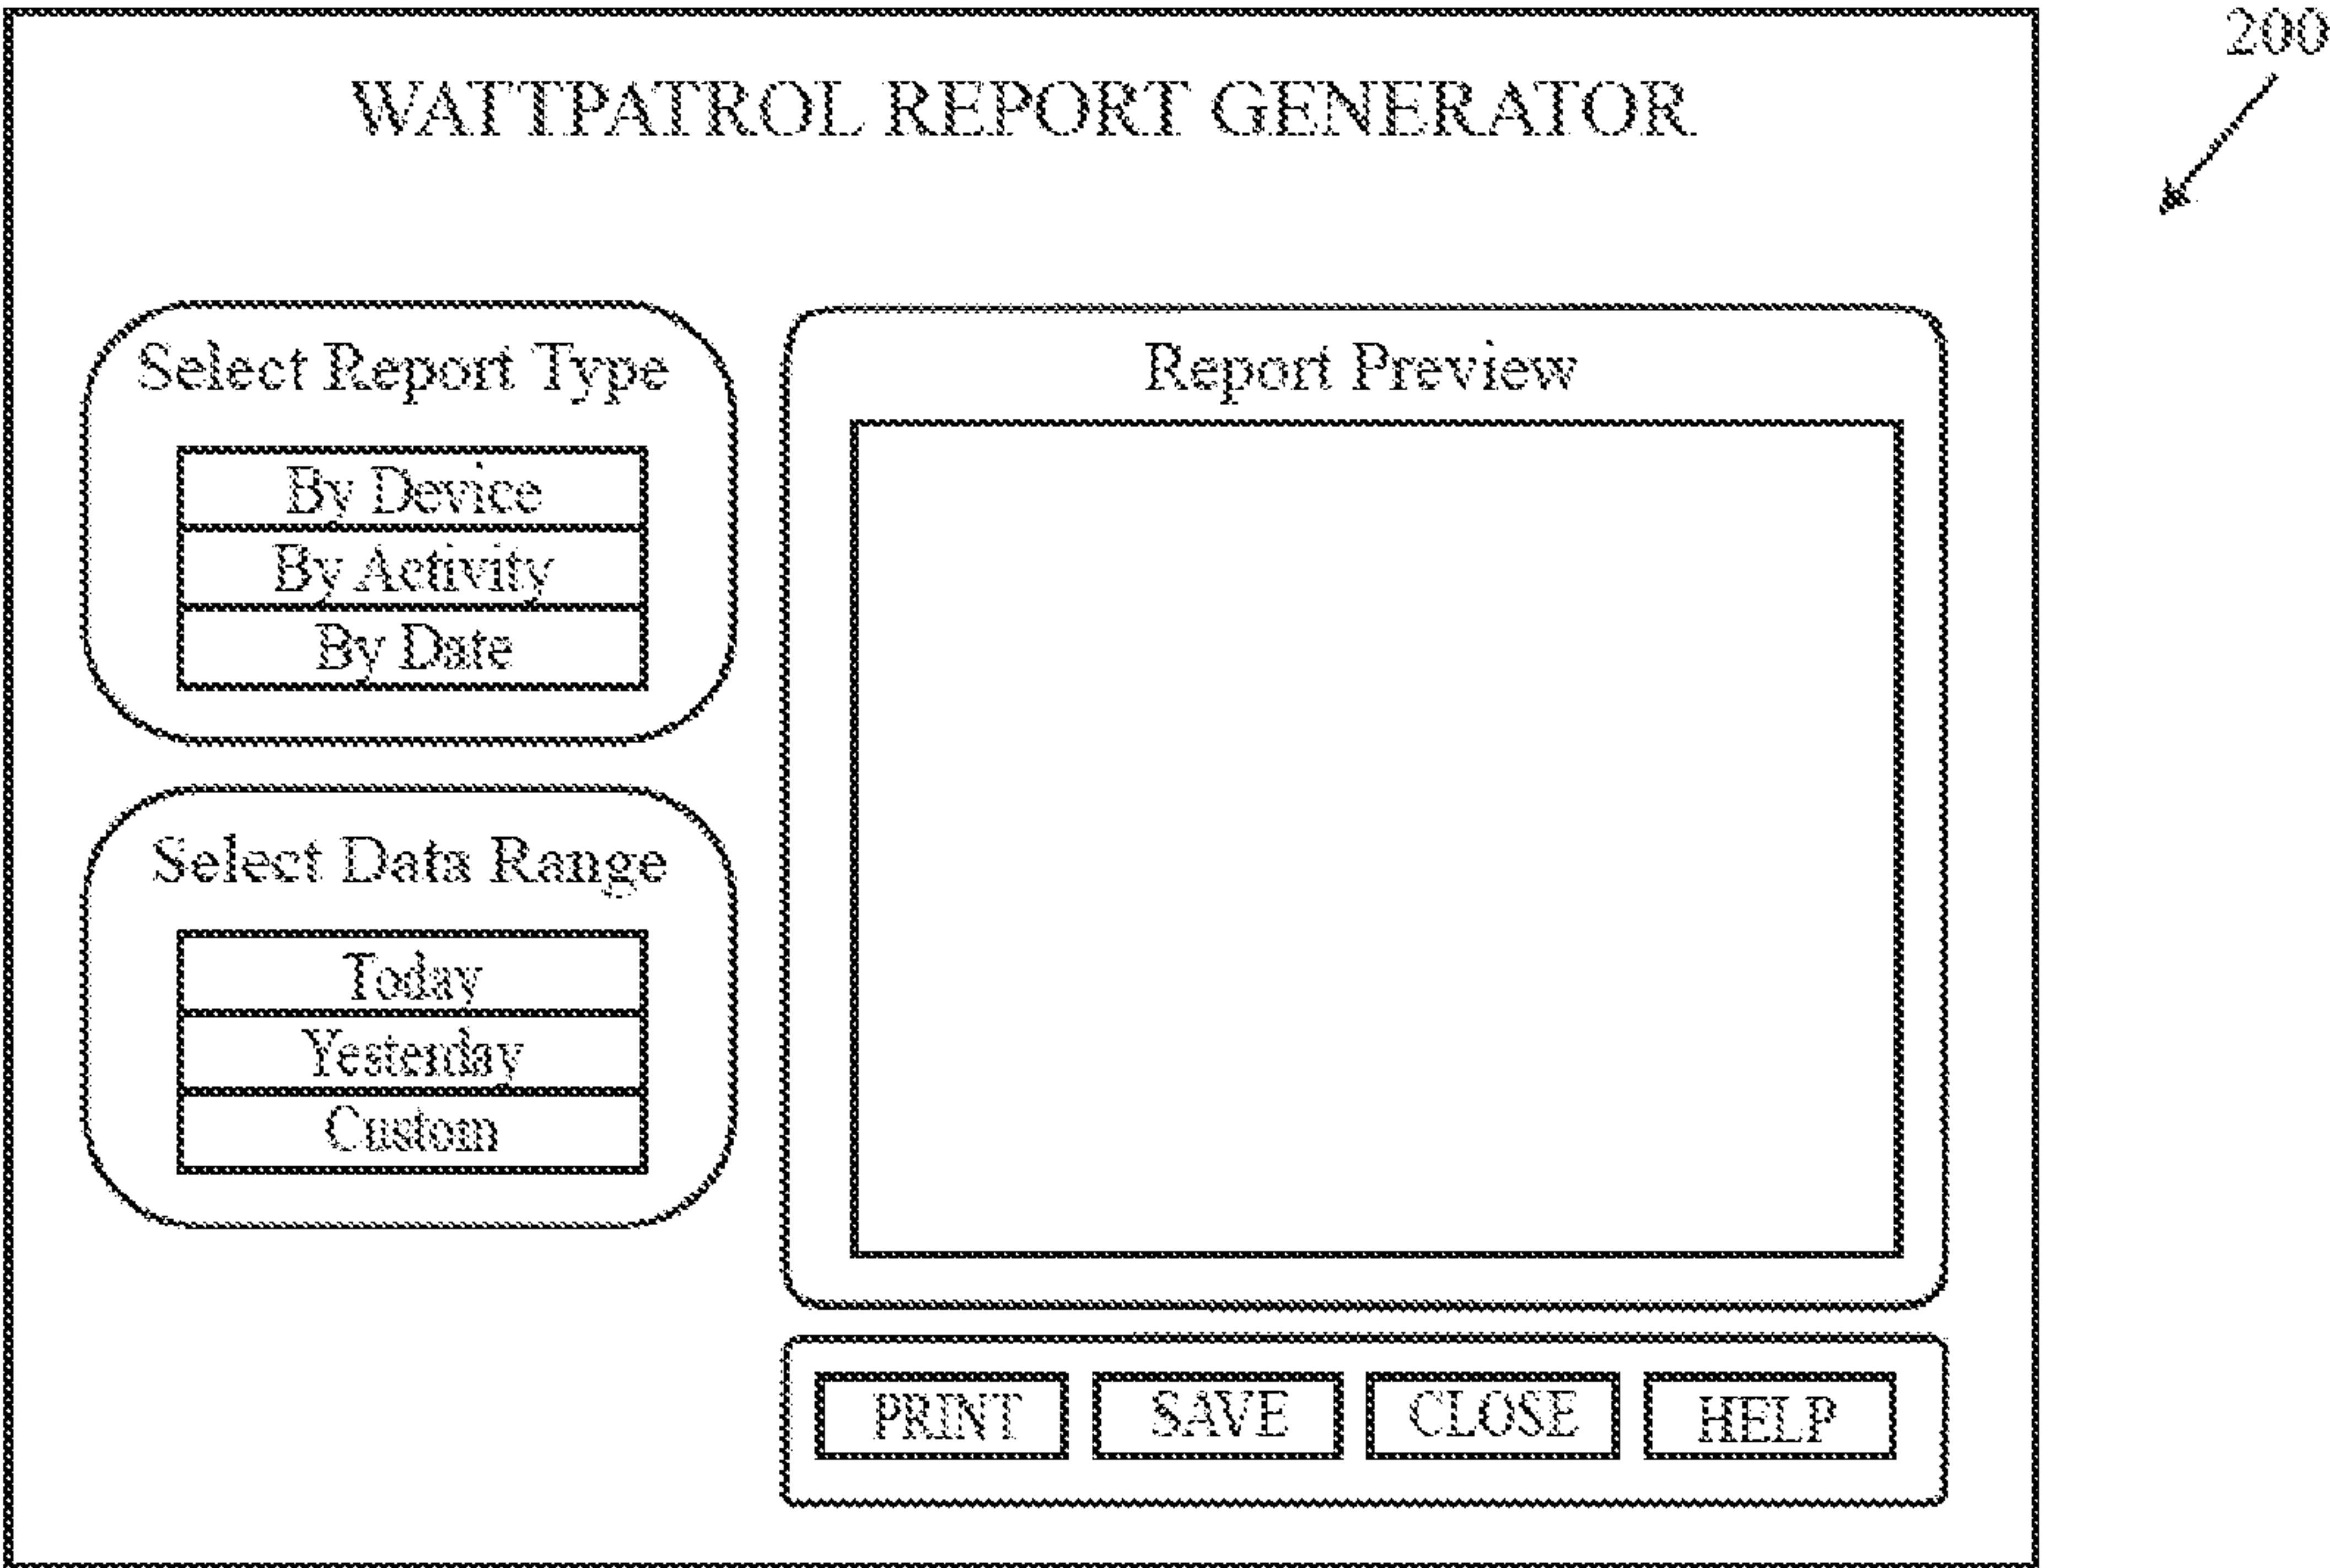 200
WATTPATROL REPORT GENERATOR
Select Report Type
By Device
By Activity
By Date
Select Data Range
Today
Yesterday
Custom
Report Preview
PRINT SAVE CLOSE HELP